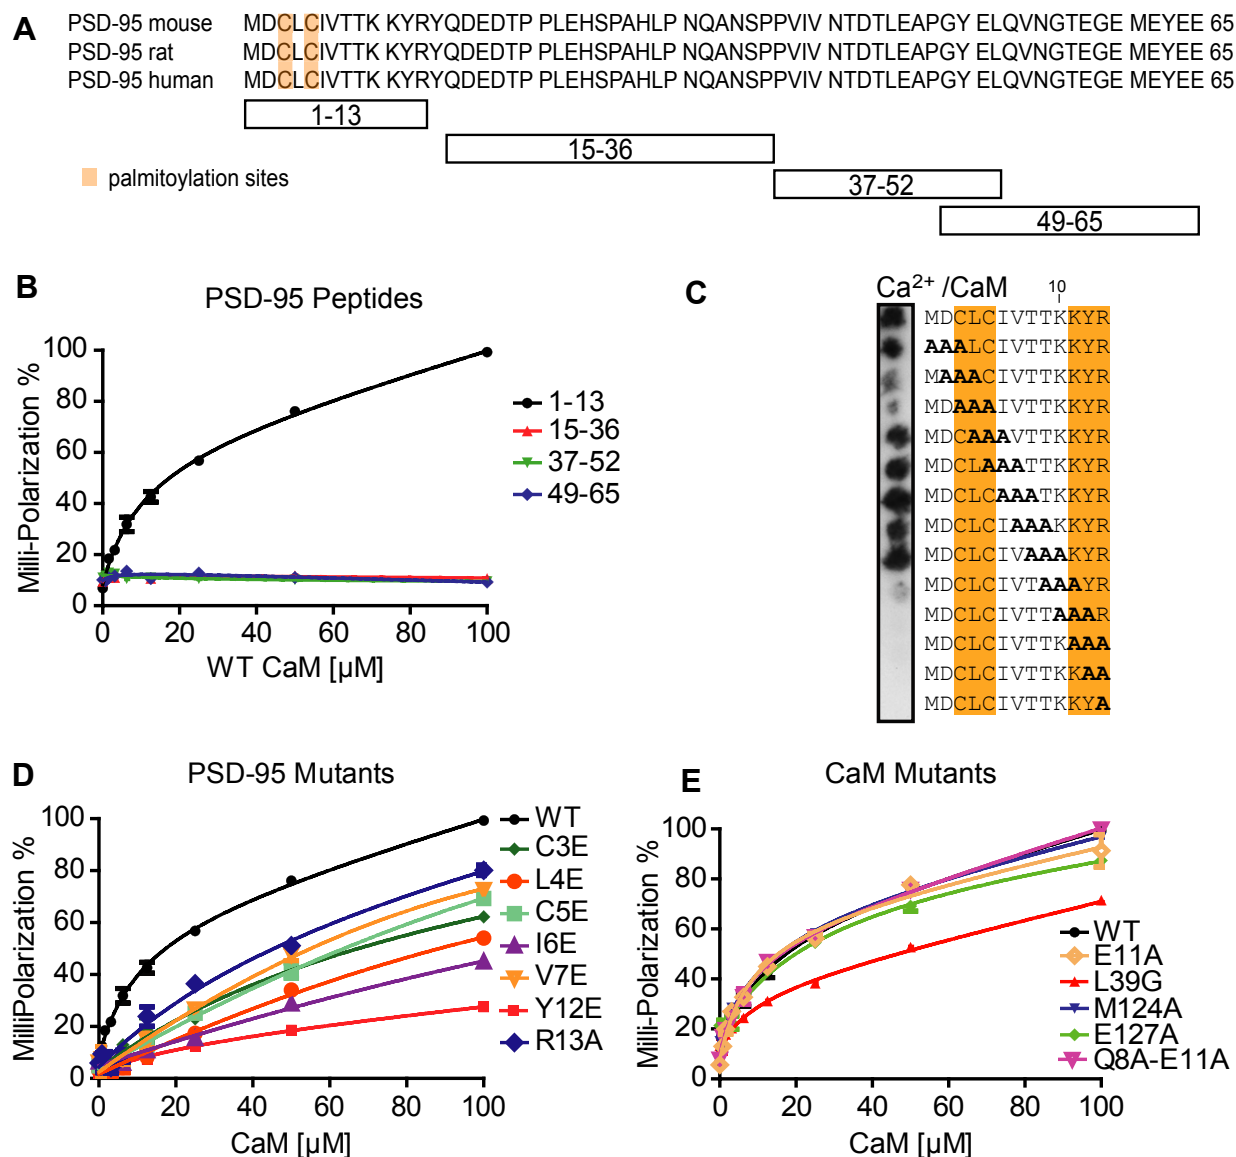 A
PSD-95 mouse MDCLCIVTTK KYRYQDEDTP PLEHSPAHLP NQANSPPVIV NTDTLEAPGY ELQVNGTEGE MEYEE 65
PSD-95 rat MDCLCIVTTK KYRYQDEDTP PLEHSPAHLP NQANSPPVIV NTDTLEAPGY ELQVNGTEGE MEYEE 65
PSD-95 human MDCLCIVTTK KYRYQDEDTP PLEHSPAHLP NQANSPPVIV NTDTLEAPGY ELQVNGTEGE MEYEE 65
1-13
15-36
palmitoylation sites
37-52
49-65
B
PSD-95 Peptides
Milli-Polarization %
100
80
60
40
20
0
0 20 40 60 80 100
WT CaM [µM]
1-13
15-36
37-52
49-65
C
Ca2+ /CaM
10
MDCLCIVTTKKYR
AAALCIVTTKKYR
MAAACIVTTKKYR
MDAAAIVTTKKYR
MDCAAAVTTKKYR
MDCLAAATTKKYR
MDCLCAAATKKYR
MDCLCIAAAKKYR
MDCLCIVAAAKYR
MDCLCIVTAAAYR
MDCLCIVTTAAAR
MDCLCIVTTKAAA
MDCLCIVTTKKAA
MDCLCIVTTKKYA
D
PSD-95 Mutants
MilliPolarization %
100
80
60
40
20
0
0 20 40 60 80 100
CaM [µM]
WT
C3E
L4E
C5E
I6E
V7E
Y12E
R13A
E
CaM Mutants
Milli-Polarization %
100
80
60
40
20
0
0 20 40 60 80 100
CaM [µM]
WT
E11A
L39G
M124A
E127A
Q8A-E11A